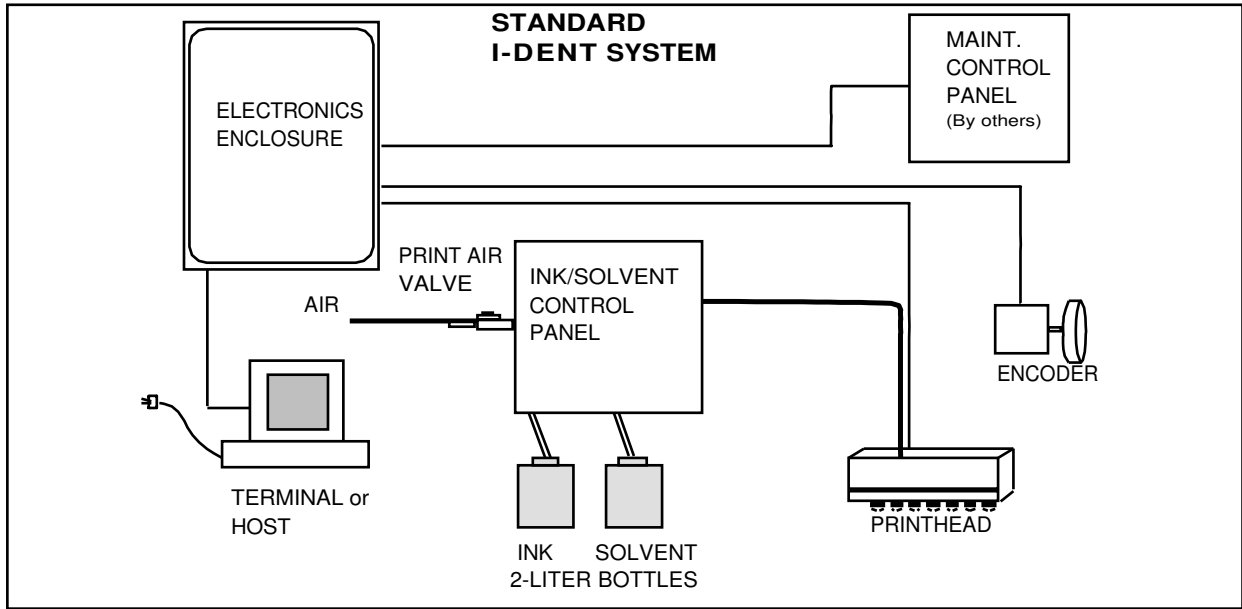 STANDARD
I-DENT SYSTEM
ELECTRONICS
ENCLOSURE
MAINT.
CONTROL
PANEL
(By others)
PRINT AIR
VALVE
AIR
INK/SOLVENT
CONTROL
PANEL
ENCODER
TERMINAL or
HOST
PRINTHEAD
INK SOLVENT
2-LITER BOTTLES